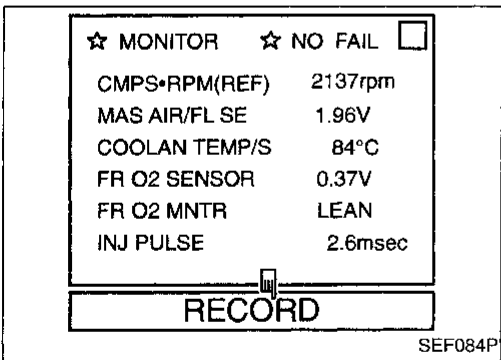 ☆ MONITOR ☆ NO FAIL
CMPS•RPM(REF) 2137rpm
MAS AIR/FL SE 1.96V
COOLAN TEMP/S 84°C
FR O2 SENSOR 0.37V
FR O2 MNTR LEAN
INJ PULSE 2.6msec
RECORD
SEF084P